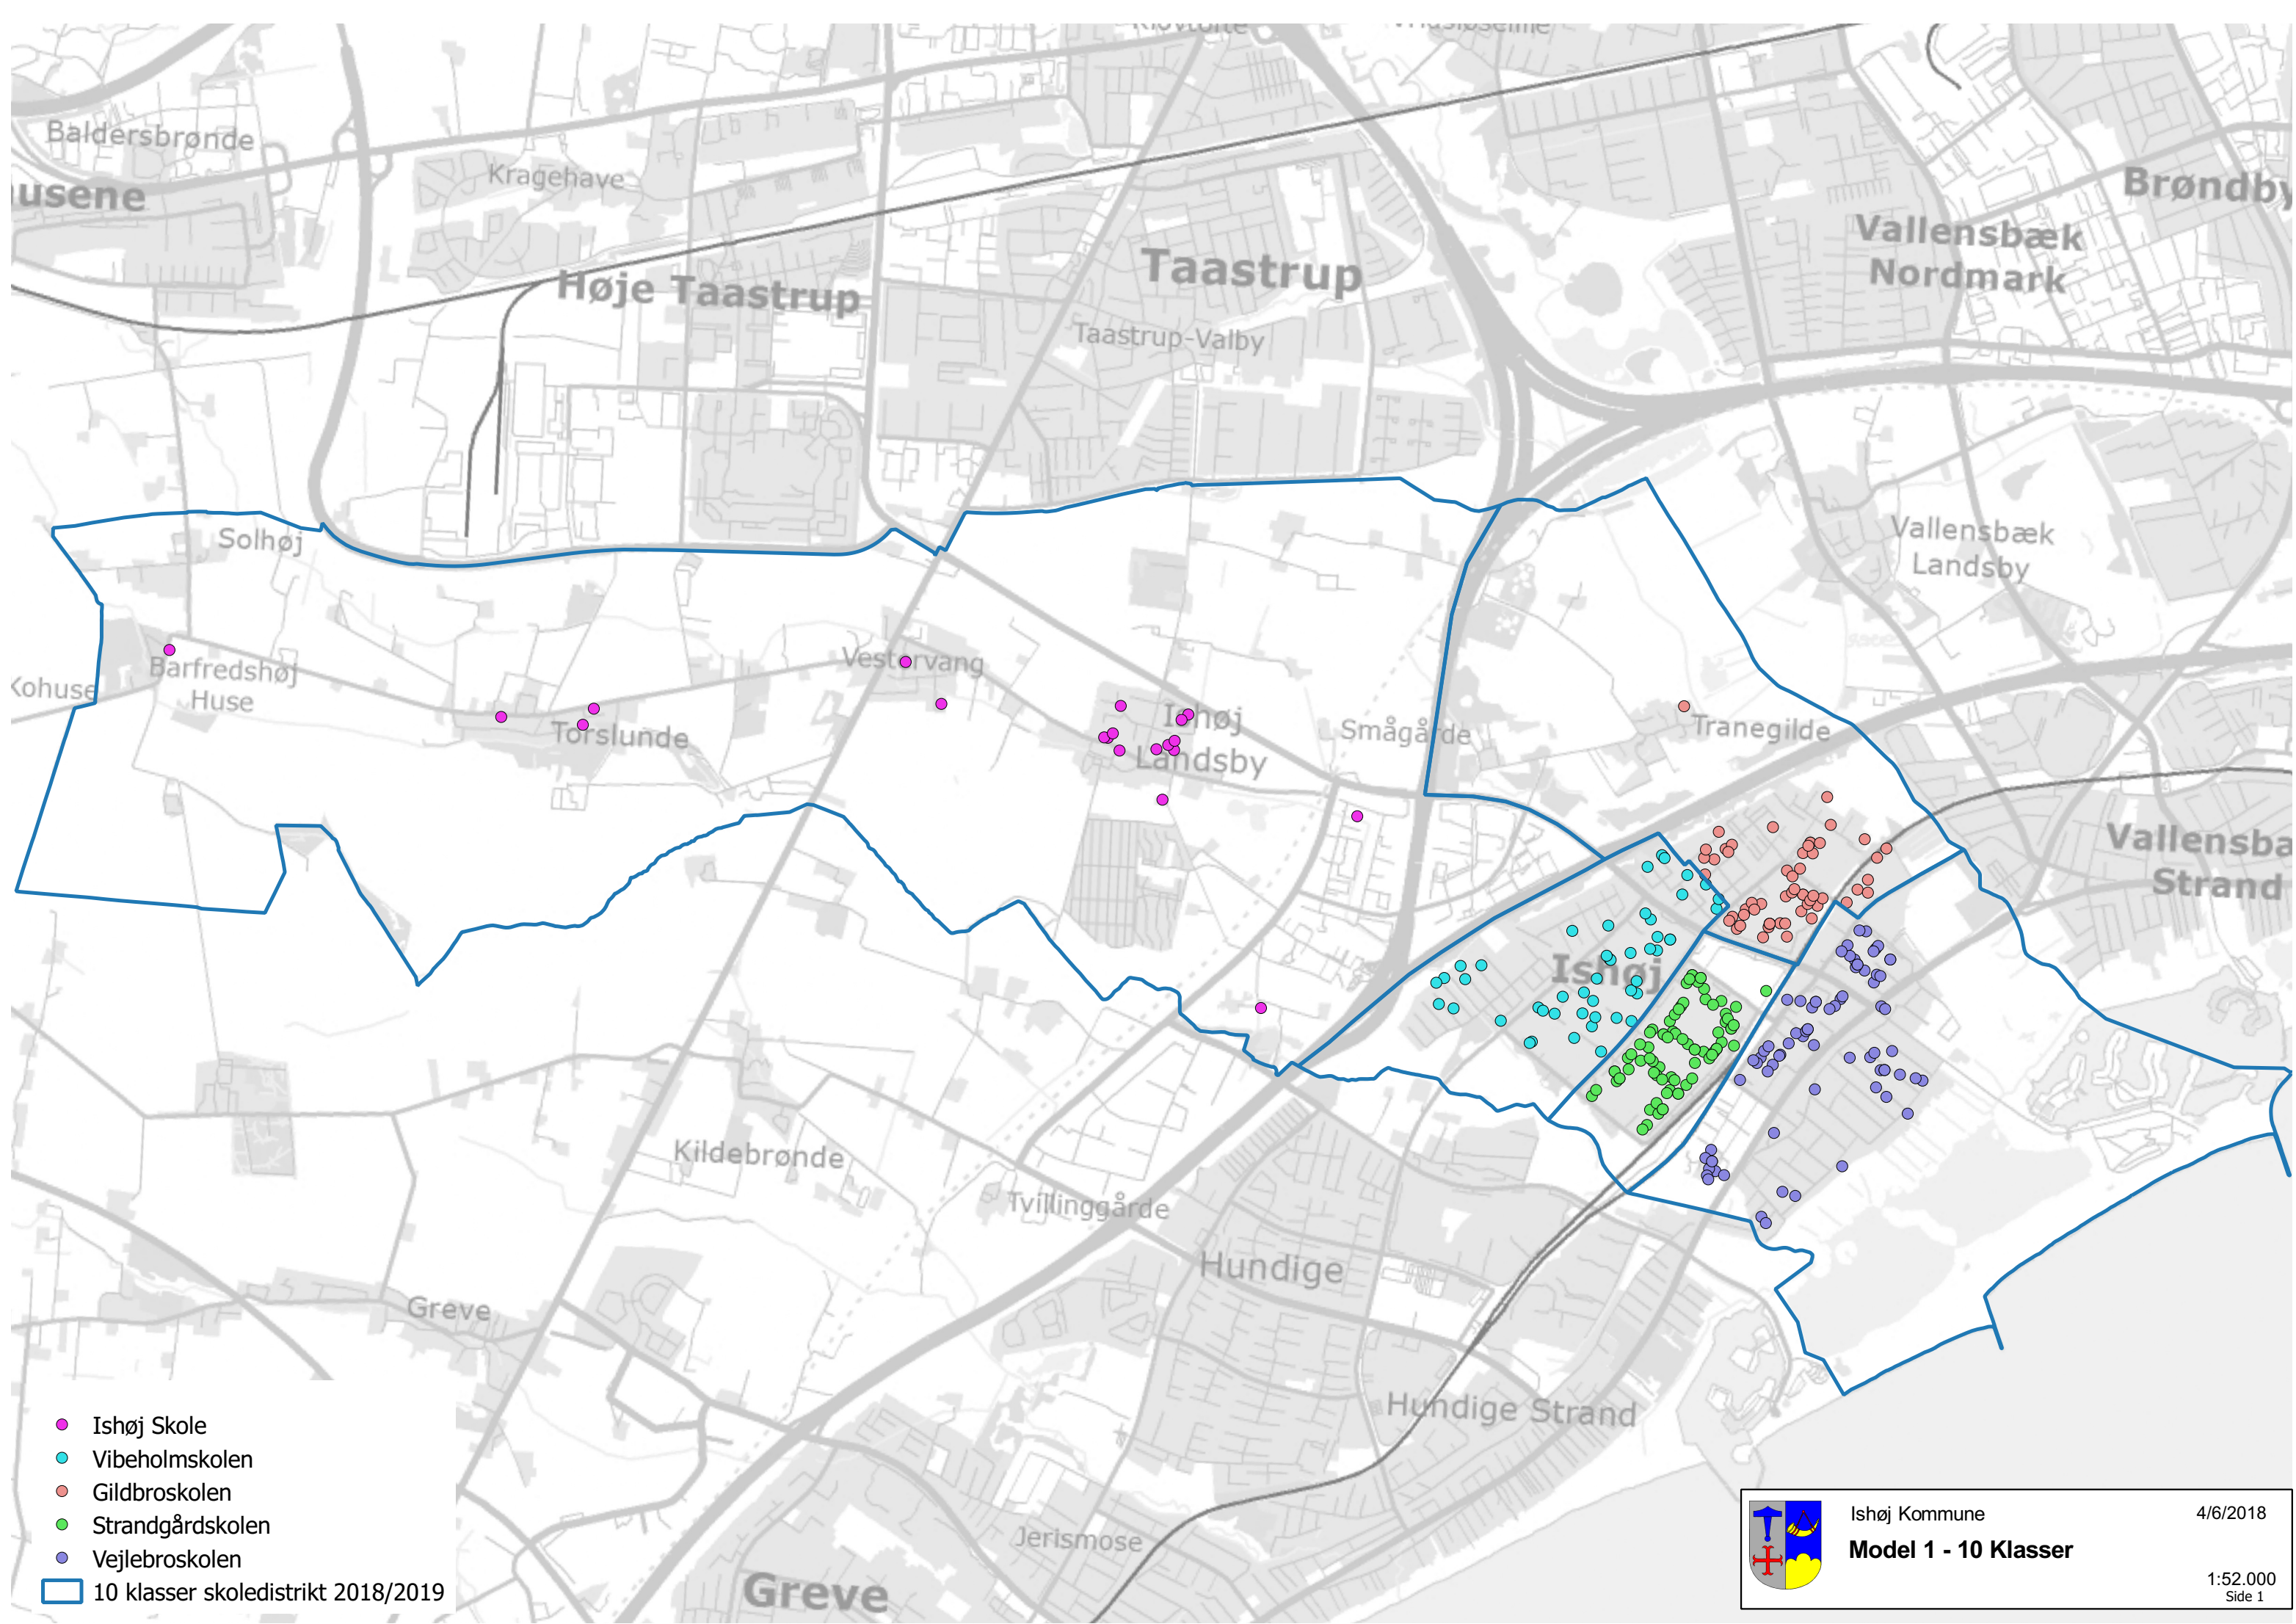 Baldersbrønde
Kragehave
usene
Høje Taastrup
Taastrup
Taastrup-Valby
Brøndby
Vallensbæk
Nordmark
Solhøj
Vallensbæk
Landsby
Kohuse
Barfredshøj
Huse
Torslunde
Vestervang
Ishøj
Landsby
Smågårde
Tranegilde
Vallensbæ
Strand
Ishøj
Kildebrønde
Tvillinggårde
Hundige
Greve
Hundige Strand
Jerismose
Greve
Ishøj Skole
Vibeholmskolen
Gildbroskolen
Strandgårdskolen
Vejlebroskolen
10 klasser skoledistrikt 2018/2019
Ishøj Kommune 4/6/2018
Model 1 - 10 Klasser
1:52.000
Side 1